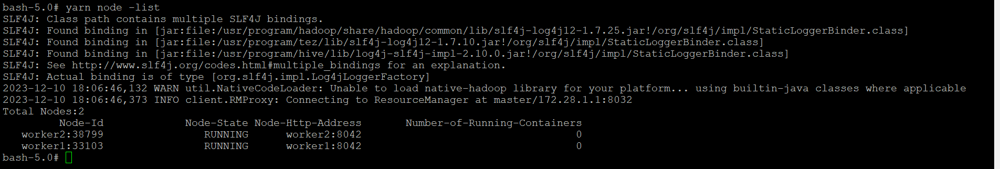 bash-5.0# yarn node -list
SLF4J: Class path contains multiple SLF4J bindings.
SLF4J: Found binding in [jar:file:/usr/program/hadoop/share/hadoop/common/lib/slf4j-log4j12-1.7.25.jar!/org/slf4j/impl/StaticLoggerBinder.class]
SLF4J: Found binding in [jar:file:/usr/program/tez/lib/slf4j-log4j12-1.7.10.jar!/org/slf4j/impl/StaticLoggerBinder.class]
SLF4J: Found binding in [jar:file:/usr/program/hive/lib/log4j-slf4j-impl-2.10.0.jar!/org/slf4j/impl/StaticLoggerBinder.class]
SLF4J: See http://www.slf4j.org/codes.html#multiple_bindings for an explanation.
SLF4J: Actual binding is of type [org.slf4j.impl.Log4jLoggerFactory]
2023-12-10 18:06:46,132 WARN util.NativeCodeLoader: Unable to load native-hadoop library for your platform... using builtin-java classes where applicable
2023-12-10 18:06:46,373 INFO client.RMProxy: Connecting to ResourceManager at master/172.28.1.1:8032
Total Nodes:2
Node-Id Node-State Node-Http-Address Number-of-Running-Containers
worker2:38799 RUNNING worker2:8042 0
worker1:33103 RUNNING worker1:8042 0
bash-5.0#